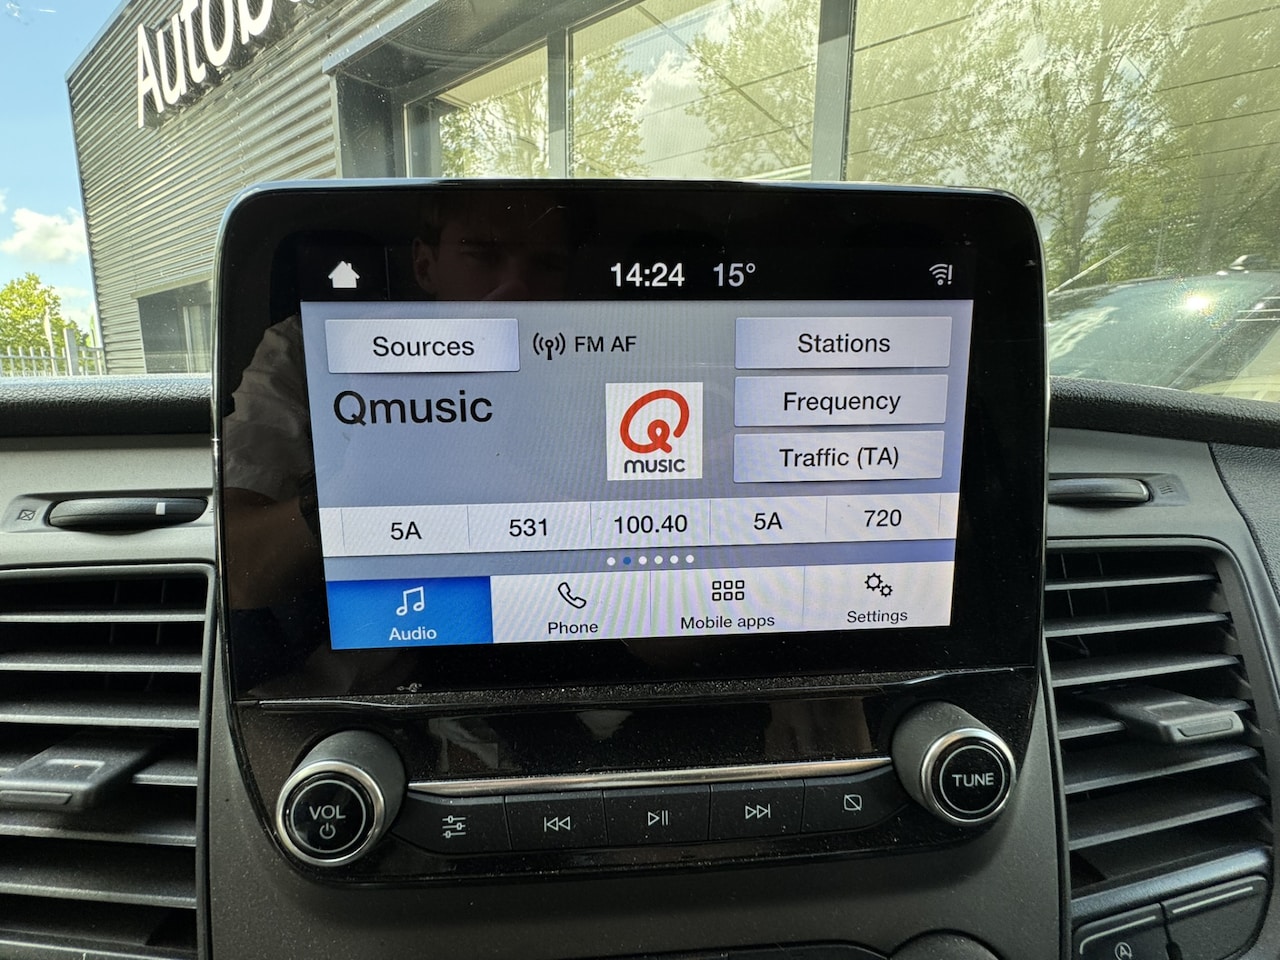 14:24 15°
Sources FM AF Stations
Qmusic
MUSIC
Frequency
Traffic (TA)
5A 531 100.40 5A 720
Audio Phone Mobile apps Settings
VOL
TUNE